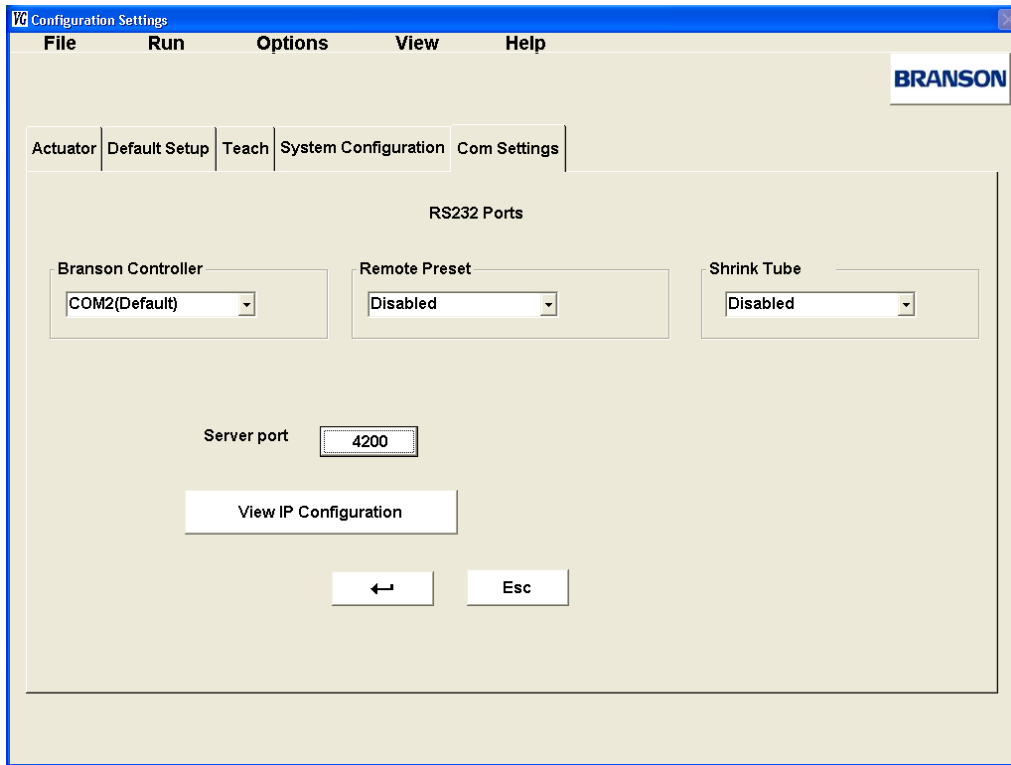 VG Configuration Settings
File Run Options View Help
BRANSON
Actuator Default Setup Teach System Configuration Com Settings
RS232 Ports
Branson Controller Remote Preset Shrink Tube
COM2(Default) Disabled Disabled
Server port 4200
View IP Configuration
Esc